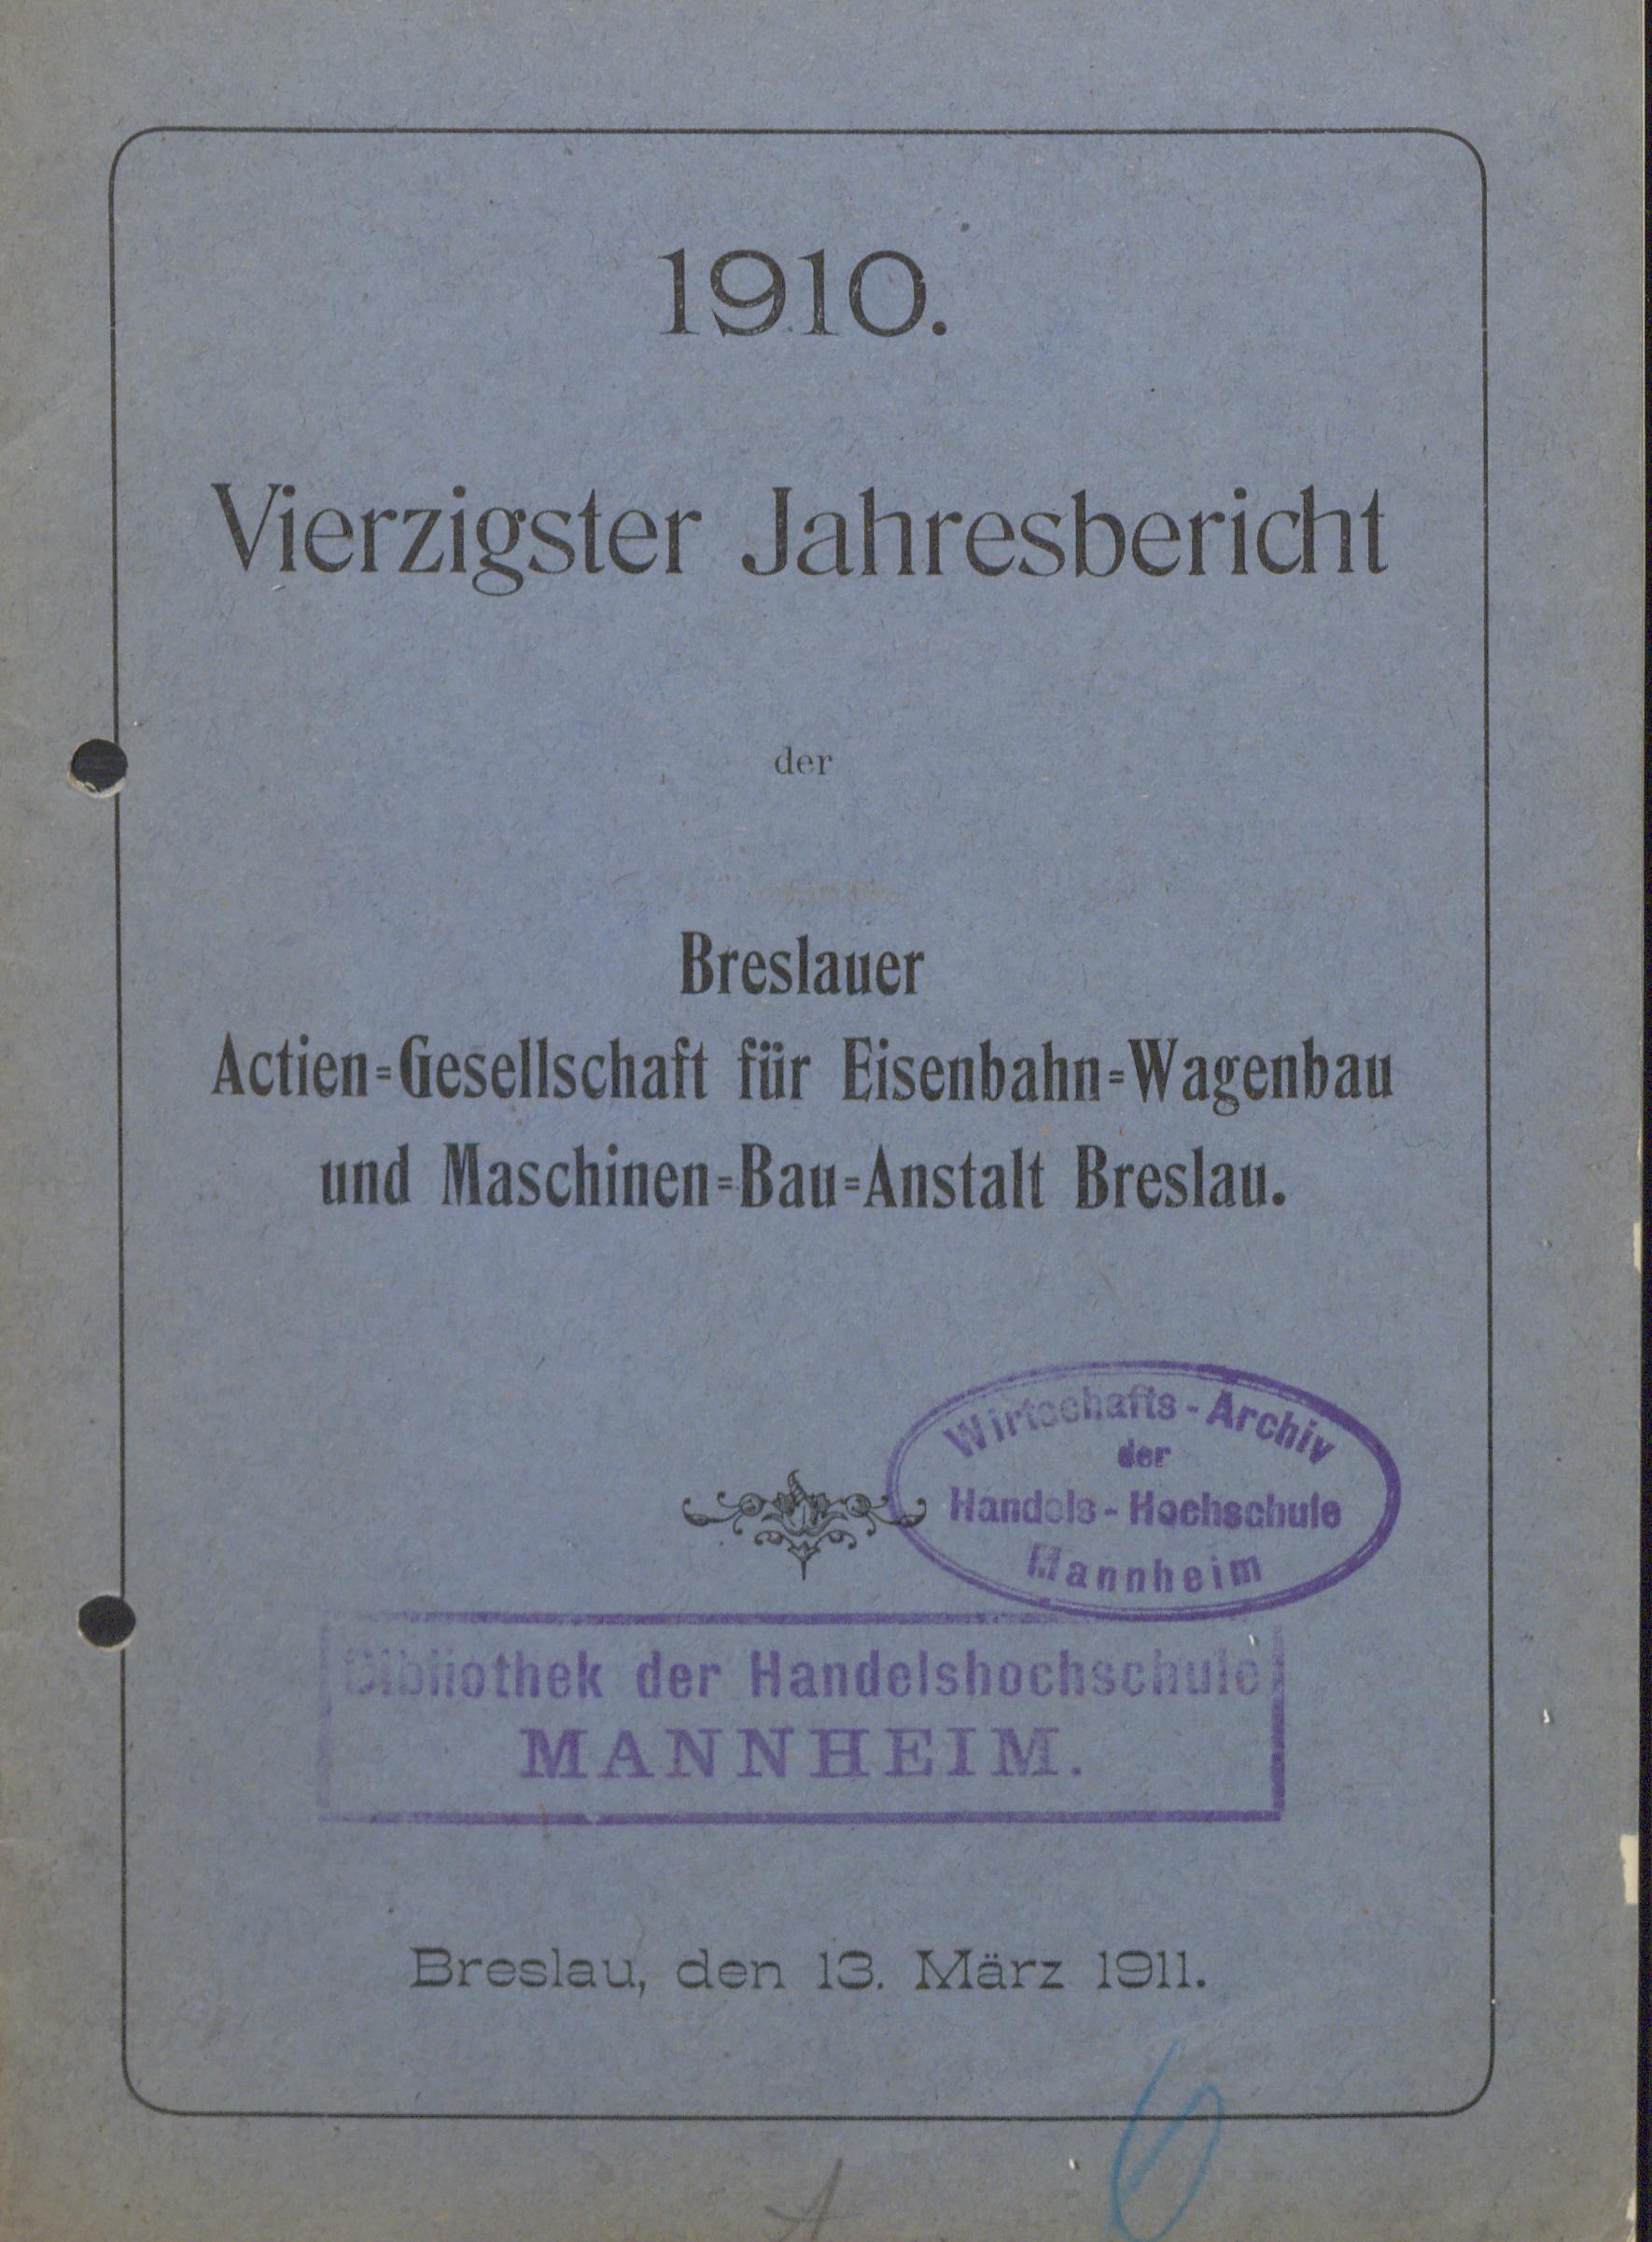 1910.
Vierzigster Jahresbericht
der
Breslauer
Actien=Gesellschaft für Eisenbahn=Wagenbau
und Maschinen=Bau=Anstalt Breslau.
Wirtschafts-Archiv
der
Handels-Hochschule
Mannheim
Bibliothek der Handelshochschule
MANNHEIM.
Breslau, den 13. März 1911.
6